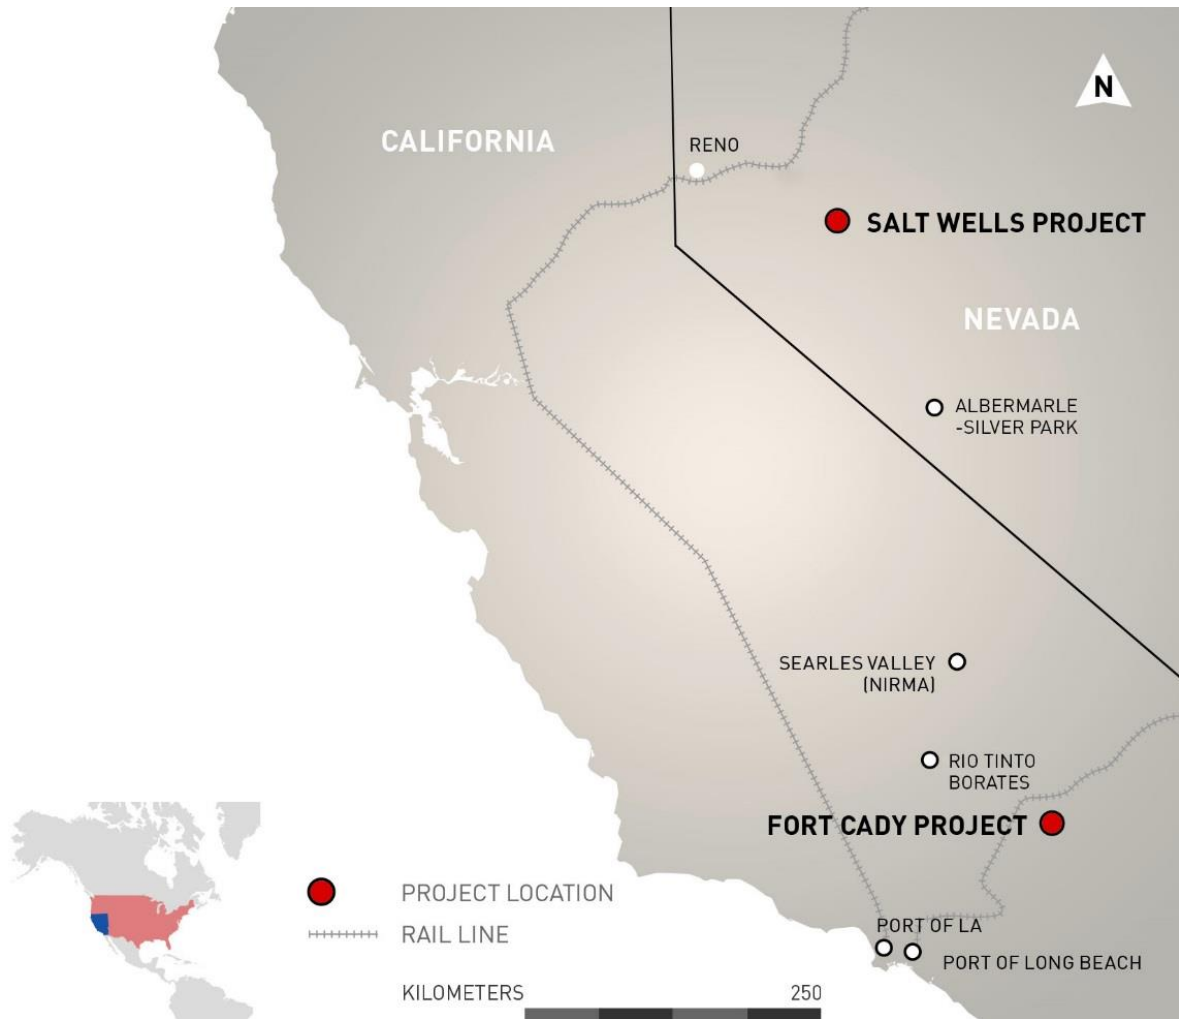 N
CALIFORNIA
RENO
SALT WELLS PROJECT
NEVADA
ALBERMARLE
-SILVER PARK
SEARLES VALLEY
(NIRMA)
RIO TINTO
BORATES
FORT CADY PROJECT
PROJECT LOCATION
RAIL LINE
PORT OF LA
PORT OF LONG BEACH
KILOMETERS 250